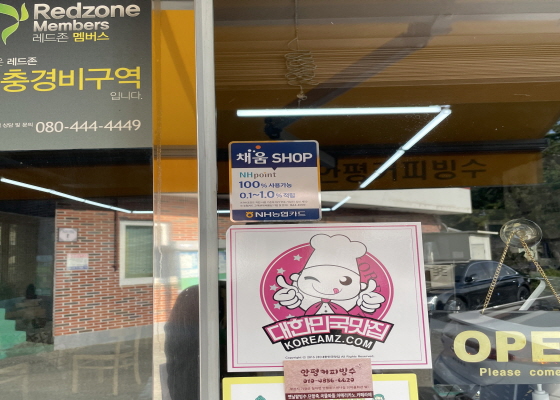 Redzone
Members
레드존 멤버스
레드존
충경비구역
입니다.
080-444-4449
채움 SHOP
NHpoint
100% 사용가능
0.1~1.0% 적립
NH농협카드
안평커피빙수
대한민국맛집
KOREAMZ.COM
안평커피빙수
OPE
Please come